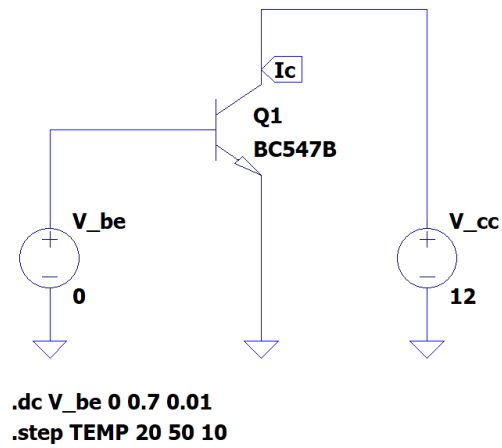 Ic
Q1
BC547B
V_be
+
−
0
V_cc
+
−
12
.dc V_be 0 0.7 0.01
.step TEMP 20 50 10